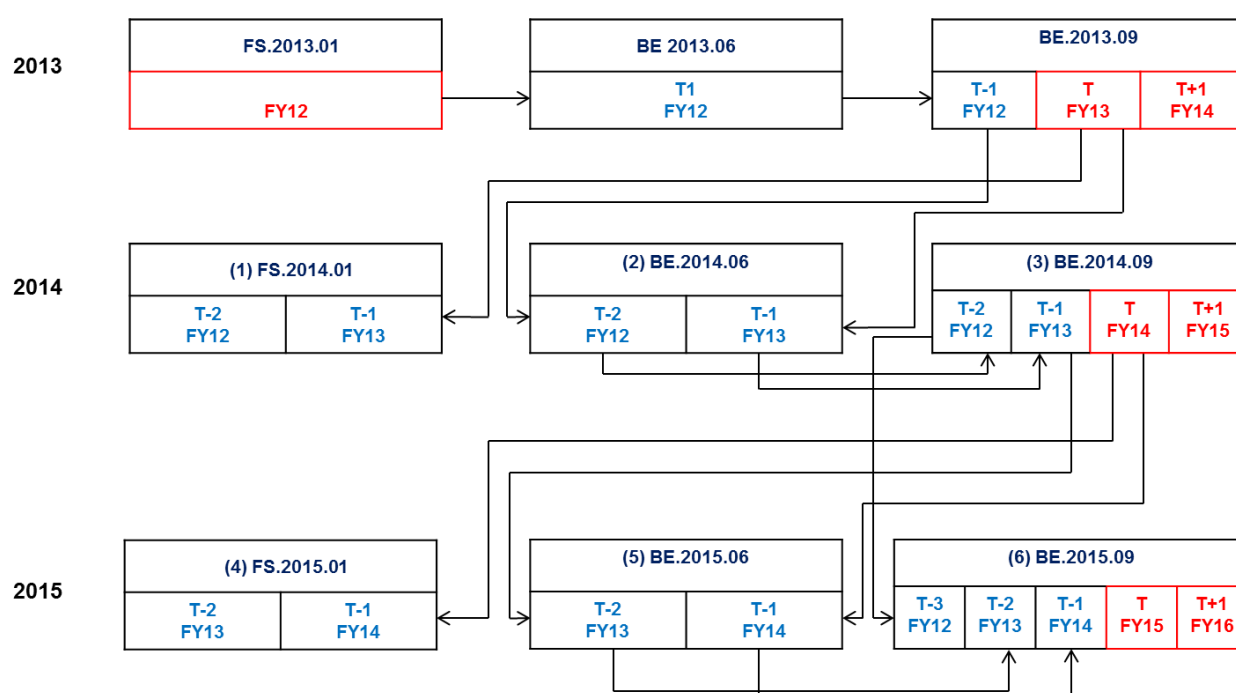 2013
FS.2013.01
FY12
BE 2013.06
T1
FY12
BE.2013.09
T-1
FY12
T
FY13
T+1
FY14
2014
(1) FS.2014.01
T-2
FY12
T-1
FY13
(2) BE.2014.06
T-2
FY12
T-1
FY13
(3) BE.2014.09
T-2
FY12
T-1
FY13
T
FY14
T+1
FY15
2015
(4) FS.2015.01
T-2
FY13
T-1
FY14
(5) BE.2015.06
T-2
FY13
T-1
FY14
(6) BE.2015.09
T-3
FY12
T-2
FY13
T-1
FY14
T
FY15
T+1
FY16